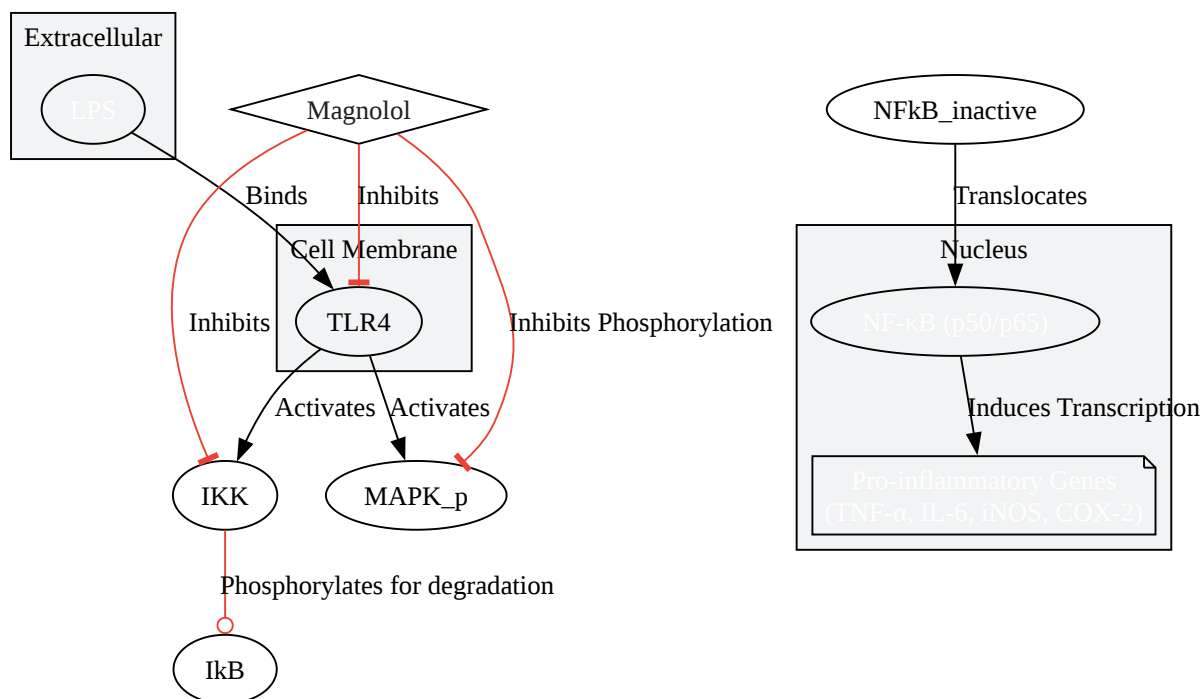 Extracellular
LPS
Magnolol
NFkB_inactive
Binds
Inhibits
Translocates
Cell Membrane
Nucleus
TLR4
Inhibits
Inhibits Phosphorylation
NF-κB (p50/p65)
Activates
Activates
Induces Transcription
IKK
MAPK_p
Pro-inflammatory Genes
(TNF-α, IL-6, iNOS, COX-2)
Phosphorylates for degradation
IkB